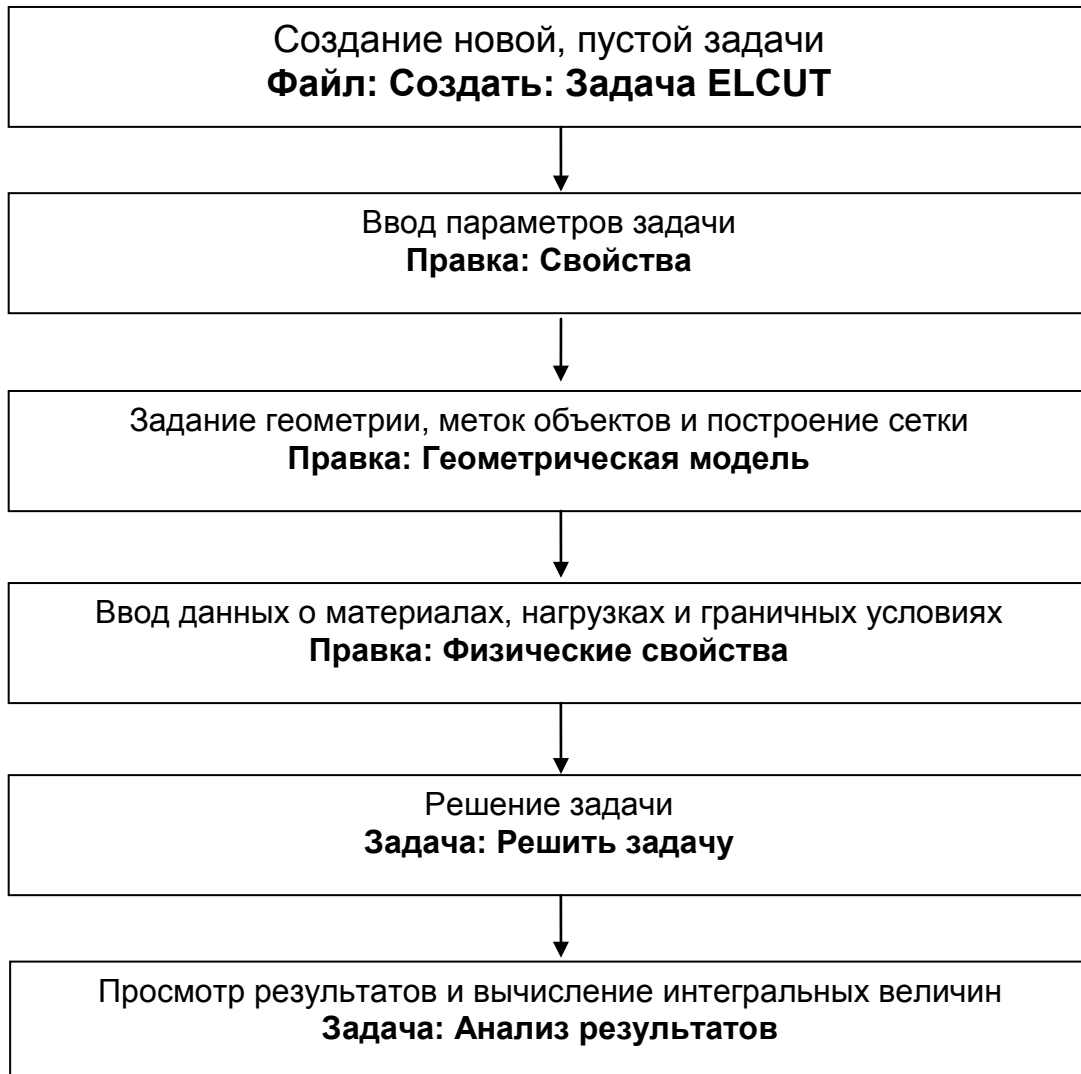 Создание новой, пустой задачи
Файл: Создать: Задача ELCUT
Ввод параметров задачи
Правка: Свойства
Задание геометрии, меток объектов и построение сетки
Правка: Геометрическая модель
Ввод данных о материалах, нагрузках и граничных условиях
Правка: Физические свойства
Решение задачи
Задача: Решить задачу
Просмотр результатов и вычисление интегральных величин
Задача: Анализ результатов